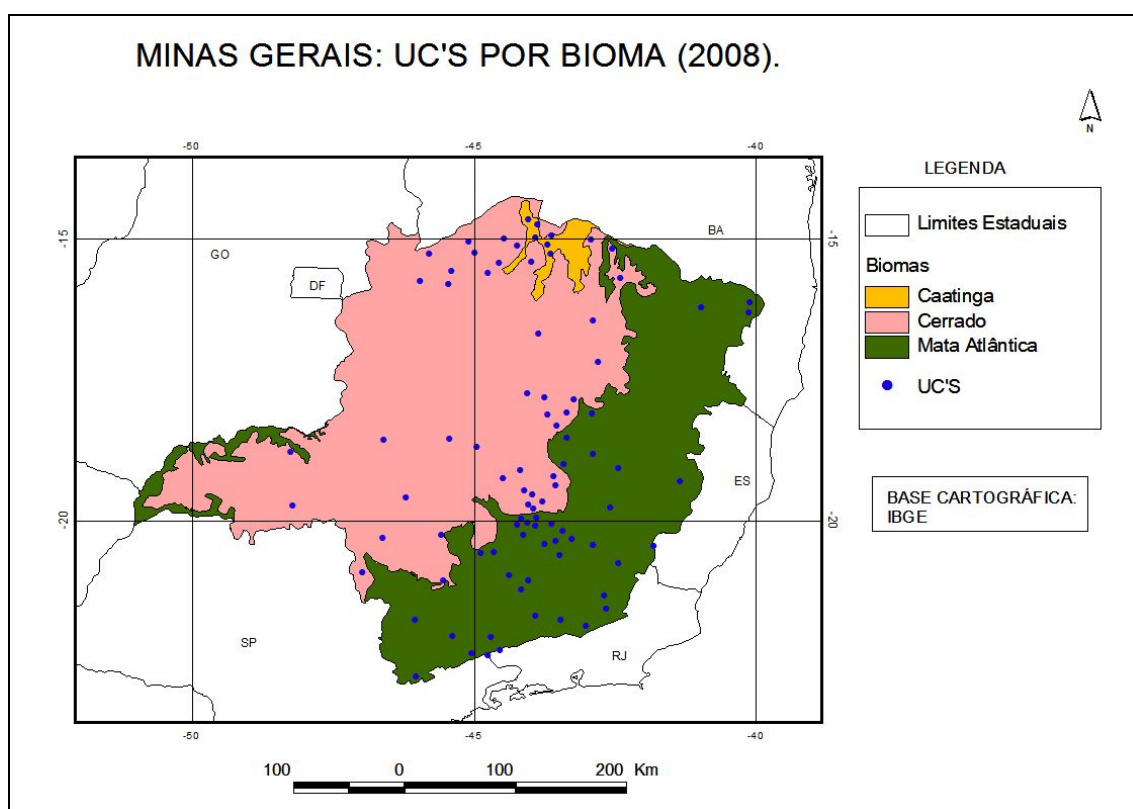 MINAS GERAIS: UC'S POR BIOMA (2008).
N
-50
-45
-40
LEGENDA
Limites Estaduais
Biomas
Caatinga
Cerrado
Mata Atlântica
UC'S
-15
-15
GO
BA
DF
ES
BASE CARTOGRÁFICA:
IBGE
-20
-20
SP
RJ
-50
-45
-40
100
0
100
200
Km